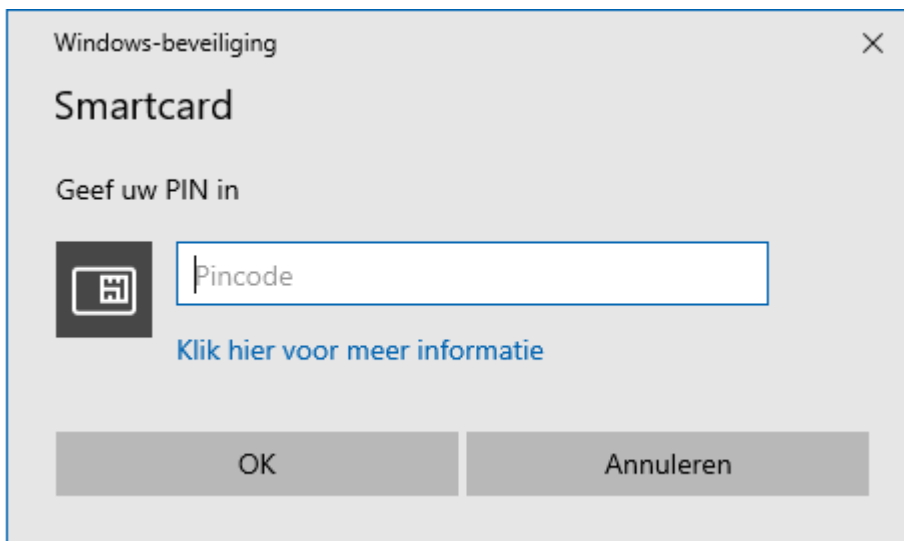 Windows-beveiliging
Smartcard
Geef uw PIN in
Pincode
Klik hier voor meer informatie
OK
Annuleren